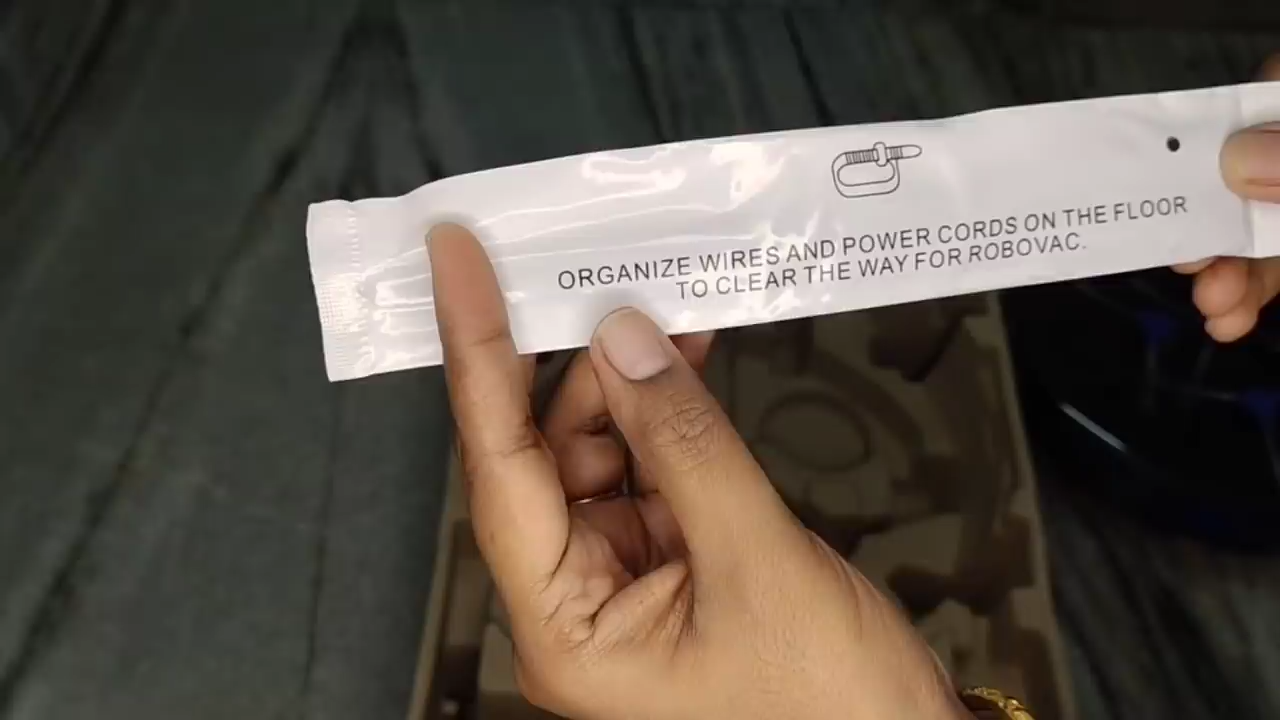 ORGANIZE WIRES AND POWER CORDS ON THE FLOOR
TO CLEAR THE WAY FOR ROBOVAC.